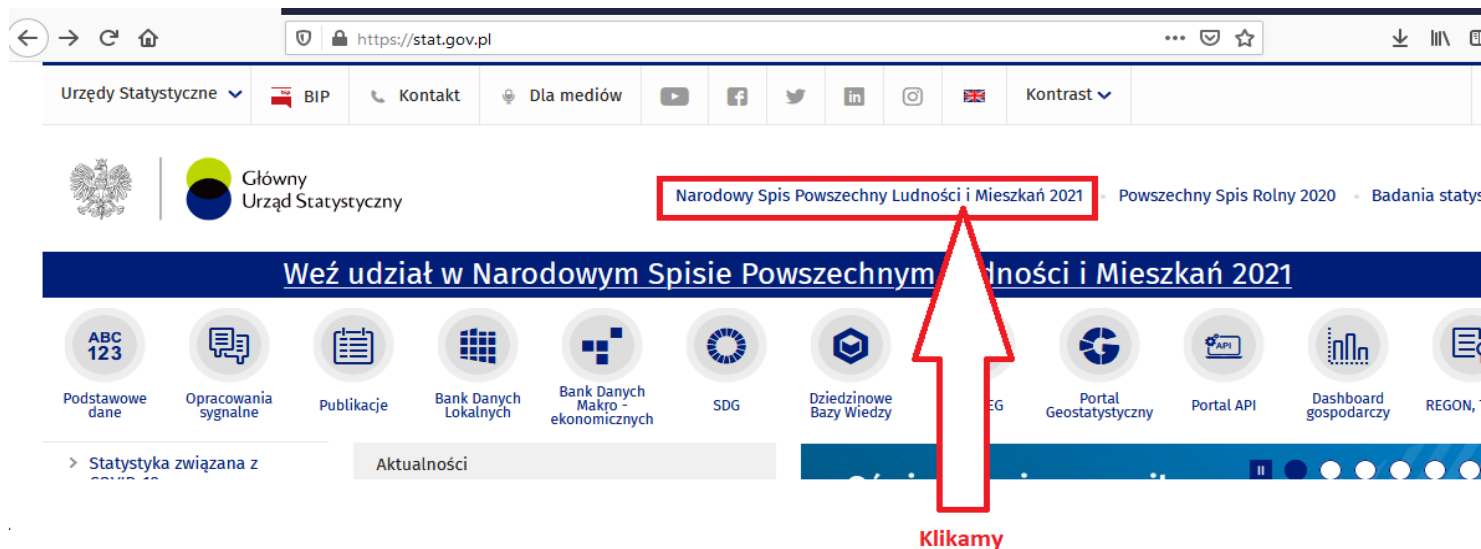 https://stat.gov.pl
Urzędy Statystyczne
BIP
Kontakt
Dla mediów
Kontrast
Główny
Urząd Statystyczny
Narodowy Spis Powszechny Ludności i Mieszkań 2021
Powszechny Spis Rolny 2020
Badania
Weź udział w Narodowym Spisie Powszechnym ności i Mieszkań 2021
ABC
123
API
Podstawowe
dane
Opracowania
sygnalne
Publikacje
Bank Danych
Lokalnych
Bank Danych
Makro -
ekonomicznych
SDG
Dziedzinowe
Bazy Wiedzy
EG
Portal
Geostatystyczny
Portal API
Dashboard
gospodarczy
REGON,
Statystyka związana z
Aktualności
Klikamy